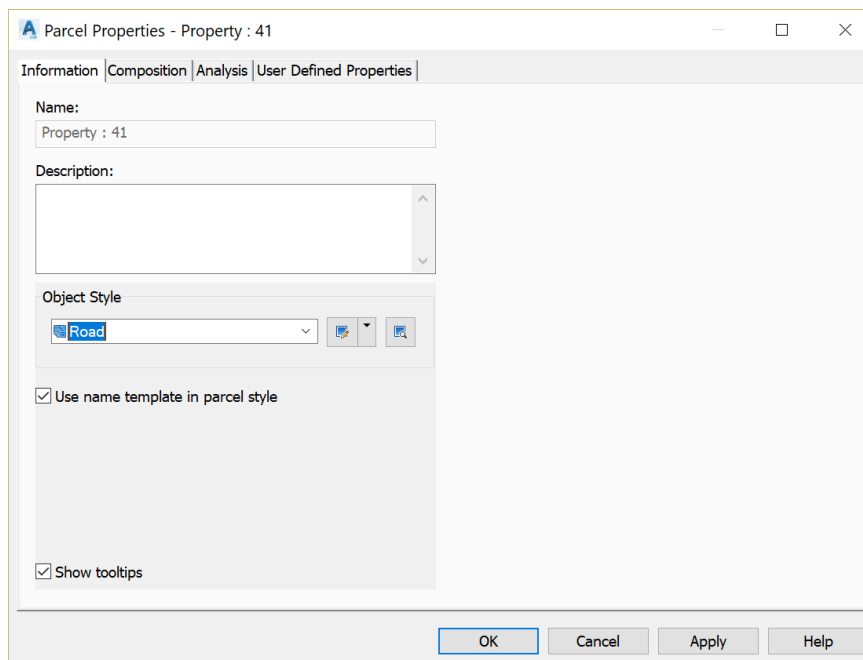 Parcel Properties - Property : 41
Information Composition Analysis User Defined Properties
Name:
Property : 41
Description:
Object Style
Road
Use name template in parcel style
Show tooltips
OK Cancel Apply Help